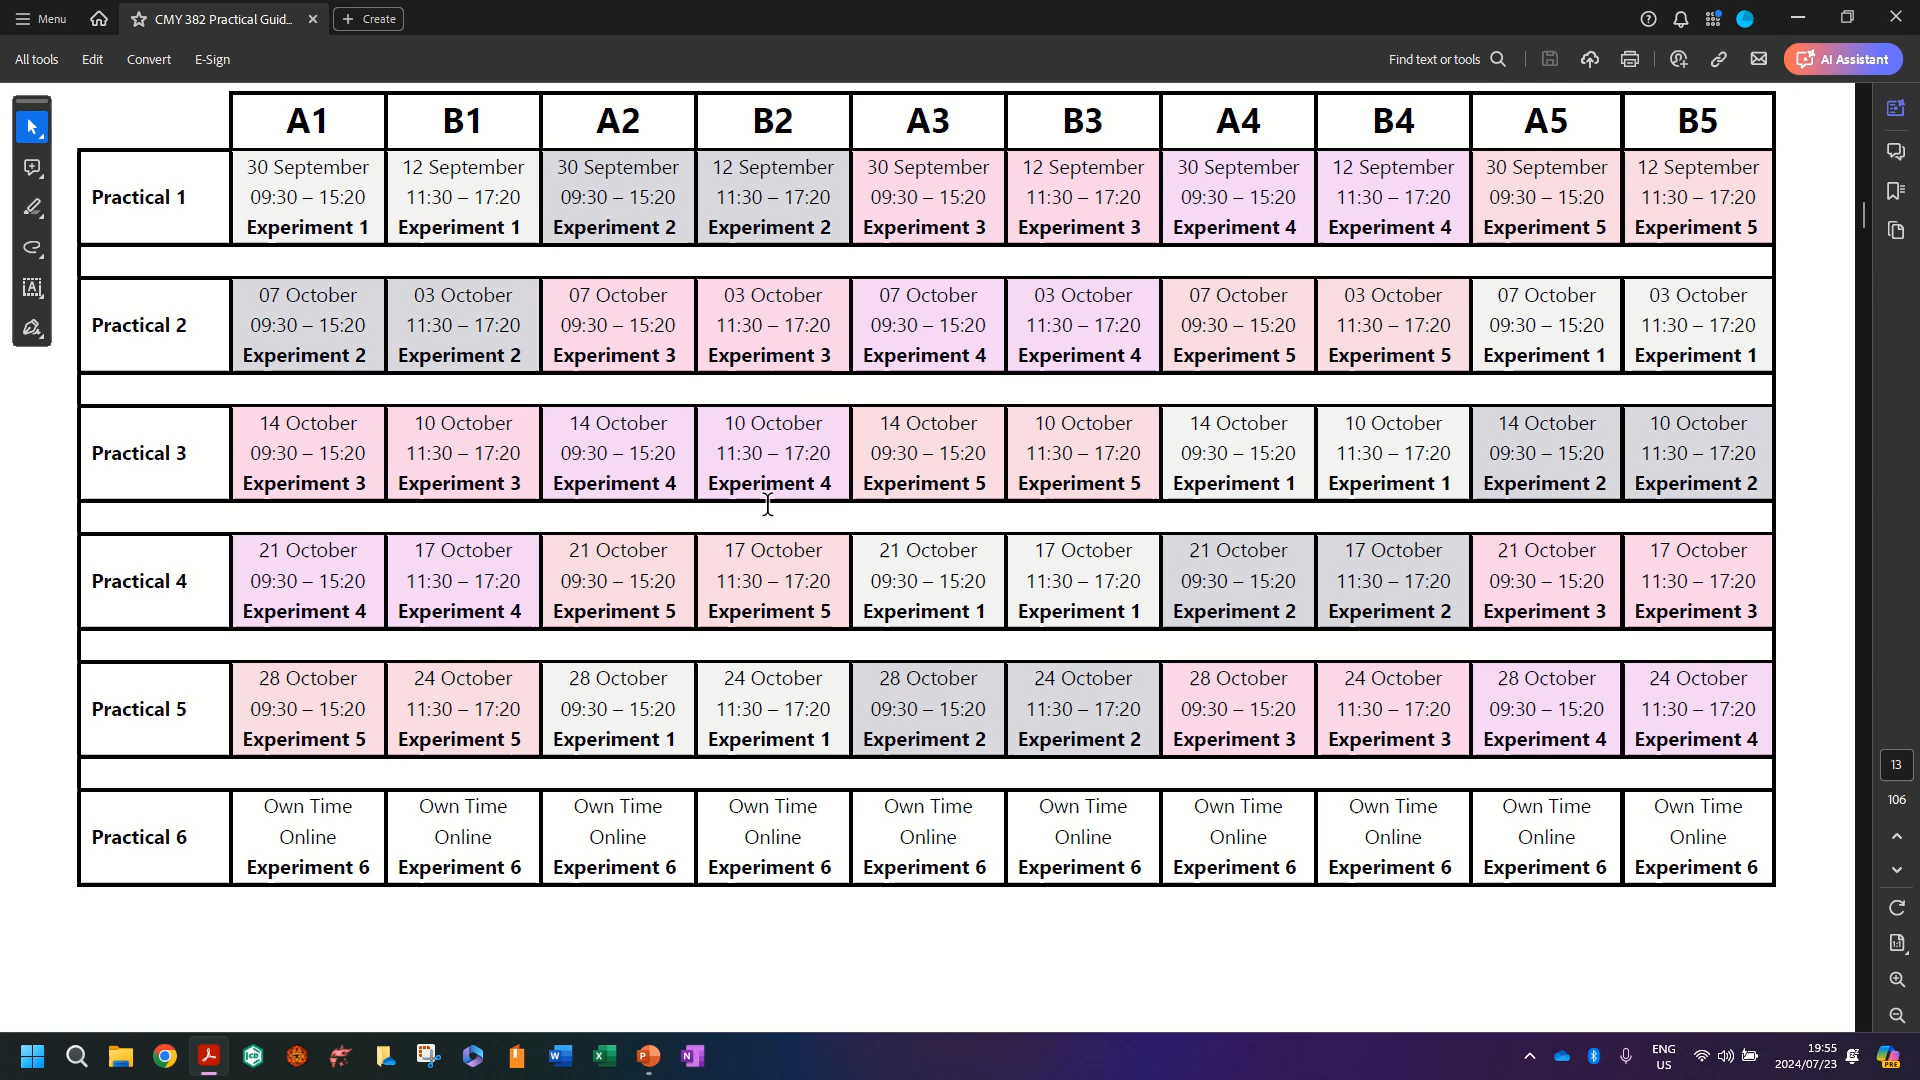 Menu
CMY 382 Practical Guid...
Create
All tools
Edit
Convert
E-Sign
Find text or tools
AI Assistant
A1 B1 A2 B2 A3 B3 A4 B4 A5 B5
30 September 12 September 30 September 12 September 30 September 12 September 30 September 12 September 30 September 12 September
Practical 1 09:30 – 15:20 11:30 – 17:20 09:30 – 15:20 11:30 – 17:20 09:30 – 15:20 11:30 – 17:20 09:30 – 15:20 11:30 – 17:20 09:30 – 15:20 11:30 – 17:20
Experiment 1 Experiment 1 Experiment 2 Experiment 2 Experiment 3 Experiment 3 Experiment 4 Experiment 4 Experiment 5 Experiment 5
07 October 03 October 07 October 03 October 07 October 03 October 07 October 03 October 07 October 03 October
Practical 2 09:30 – 15:20 11:30 – 17:20 09:30 – 15:20 11:30 – 17:20 09:30 – 15:20 11:30 – 17:20 09:30 – 15:20 11:30 – 17:20 09:30 – 15:20 11:30 – 17:20
Experiment 2 Experiment 2 Experiment 3 Experiment 3 Experiment 4 Experiment 4 Experiment 5 Experiment 5 Experiment 1 Experiment 1
14 October 10 October 14 October 10 October 14 October 10 October 14 October 10 October 14 October 10 October
Practical 3 09:30 – 15:20 11:30 – 17:20 09:30 – 15:20 11:30 – 17:20 09:30 – 15:20 11:30 – 17:20 09:30 – 15:20 11:30 – 17:20 09:30 – 15:20 11:30 – 17:20
Experiment 3 Experiment 3 Experiment 4 Experiment 4 Experiment 5 Experiment 5 Experiment 1 Experiment 1 Experiment 2 Experiment 2
21 October 17 October 21 October 17 October 21 October 17 October 21 October 17 October 21 October 17 October
Practical 4 09:30 – 15:20 11:30 – 17:20 09:30 – 15:20 11:30 – 17:20 09:30 – 15:20 11:30 – 17:20 09:30 – 15:20 11:30 – 17:20 09:30 – 15:20 11:30 – 17:20
Experiment 4 Experiment 4 Experiment 5 Experiment 5 Experiment 1 Experiment 1 Experiment 2 Experiment 2 Experiment 3 Experiment 3
28 October 24 October 28 October 24 October 28 October 24 October 28 October 24 October 28 October 24 October
Practical 5 09:30 – 15:20 11:30 – 17:20 09:30 – 15:20 11:30 – 17:20 09:30 – 15:20 11:30 – 17:20 09:30 – 15:20 11:30 – 17:20 09:30 – 15:20 11:30 – 17:20
Experiment 5 Experiment 5 Experiment 1 Experiment 1 Experiment 2 Experiment 2 Experiment 3 Experiment 3 Experiment 4 Experiment 4
Own Time Own Time Own Time Own Time Own Time Own Time Own Time Own Time Own Time Own Time
Practical 6 Online Online Online Online Online Online Online Online Online Online
Experiment 6 Experiment 6 Experiment 6 Experiment 6 Experiment 6 Experiment 6 Experiment 6 Experiment 6 Experiment 6 Experiment 6
13
106
ENG
US
19:55
2024/07/23